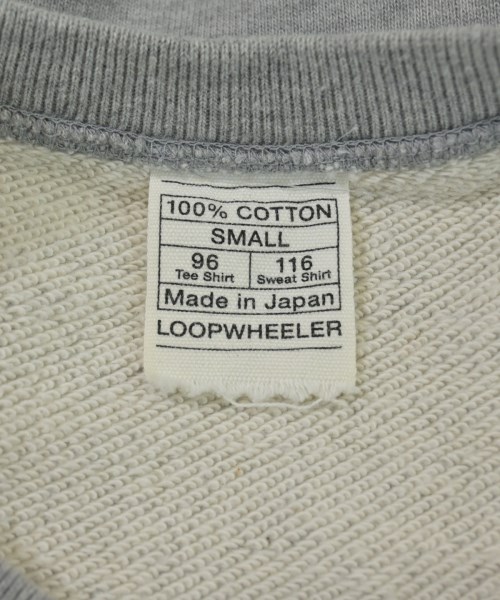 100% COTTON
SMALL
96 116
Tee Shirt Sweat Shirt
Made in Japan
LOOPWHEELER